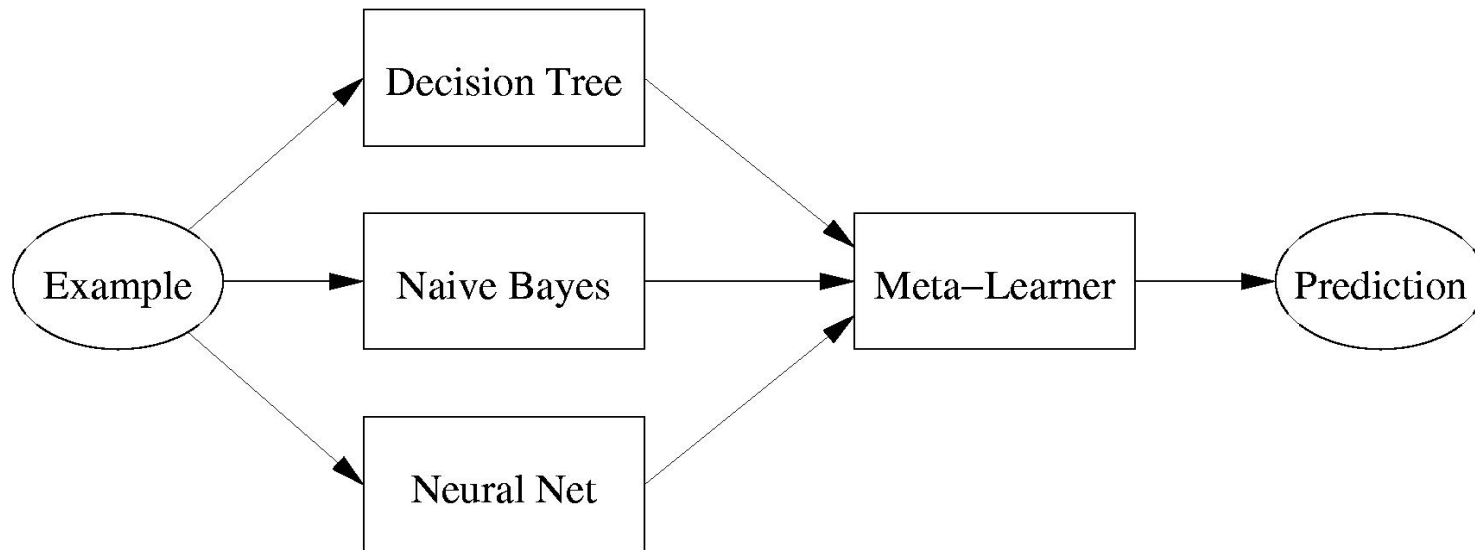 Decision Tree
Example
Naive Bayes
Meta−Learner
Prediction
Neural Net